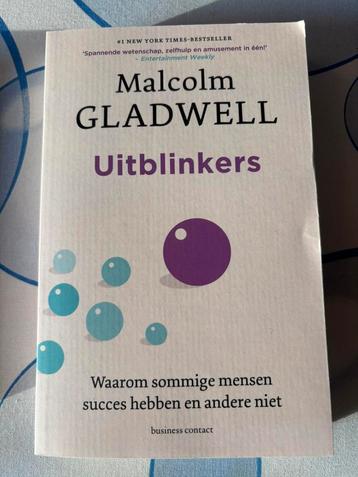 #1 NEW YORK TIMES-BESTSELLER
'Spannende wetenschap, zelfhulp en amusement in één!'
– Entertainment Weekly
Malcolm
GLADWELL
Uitblinkers
Waarom sommige mensen
succes hebben en andere niet
business contact